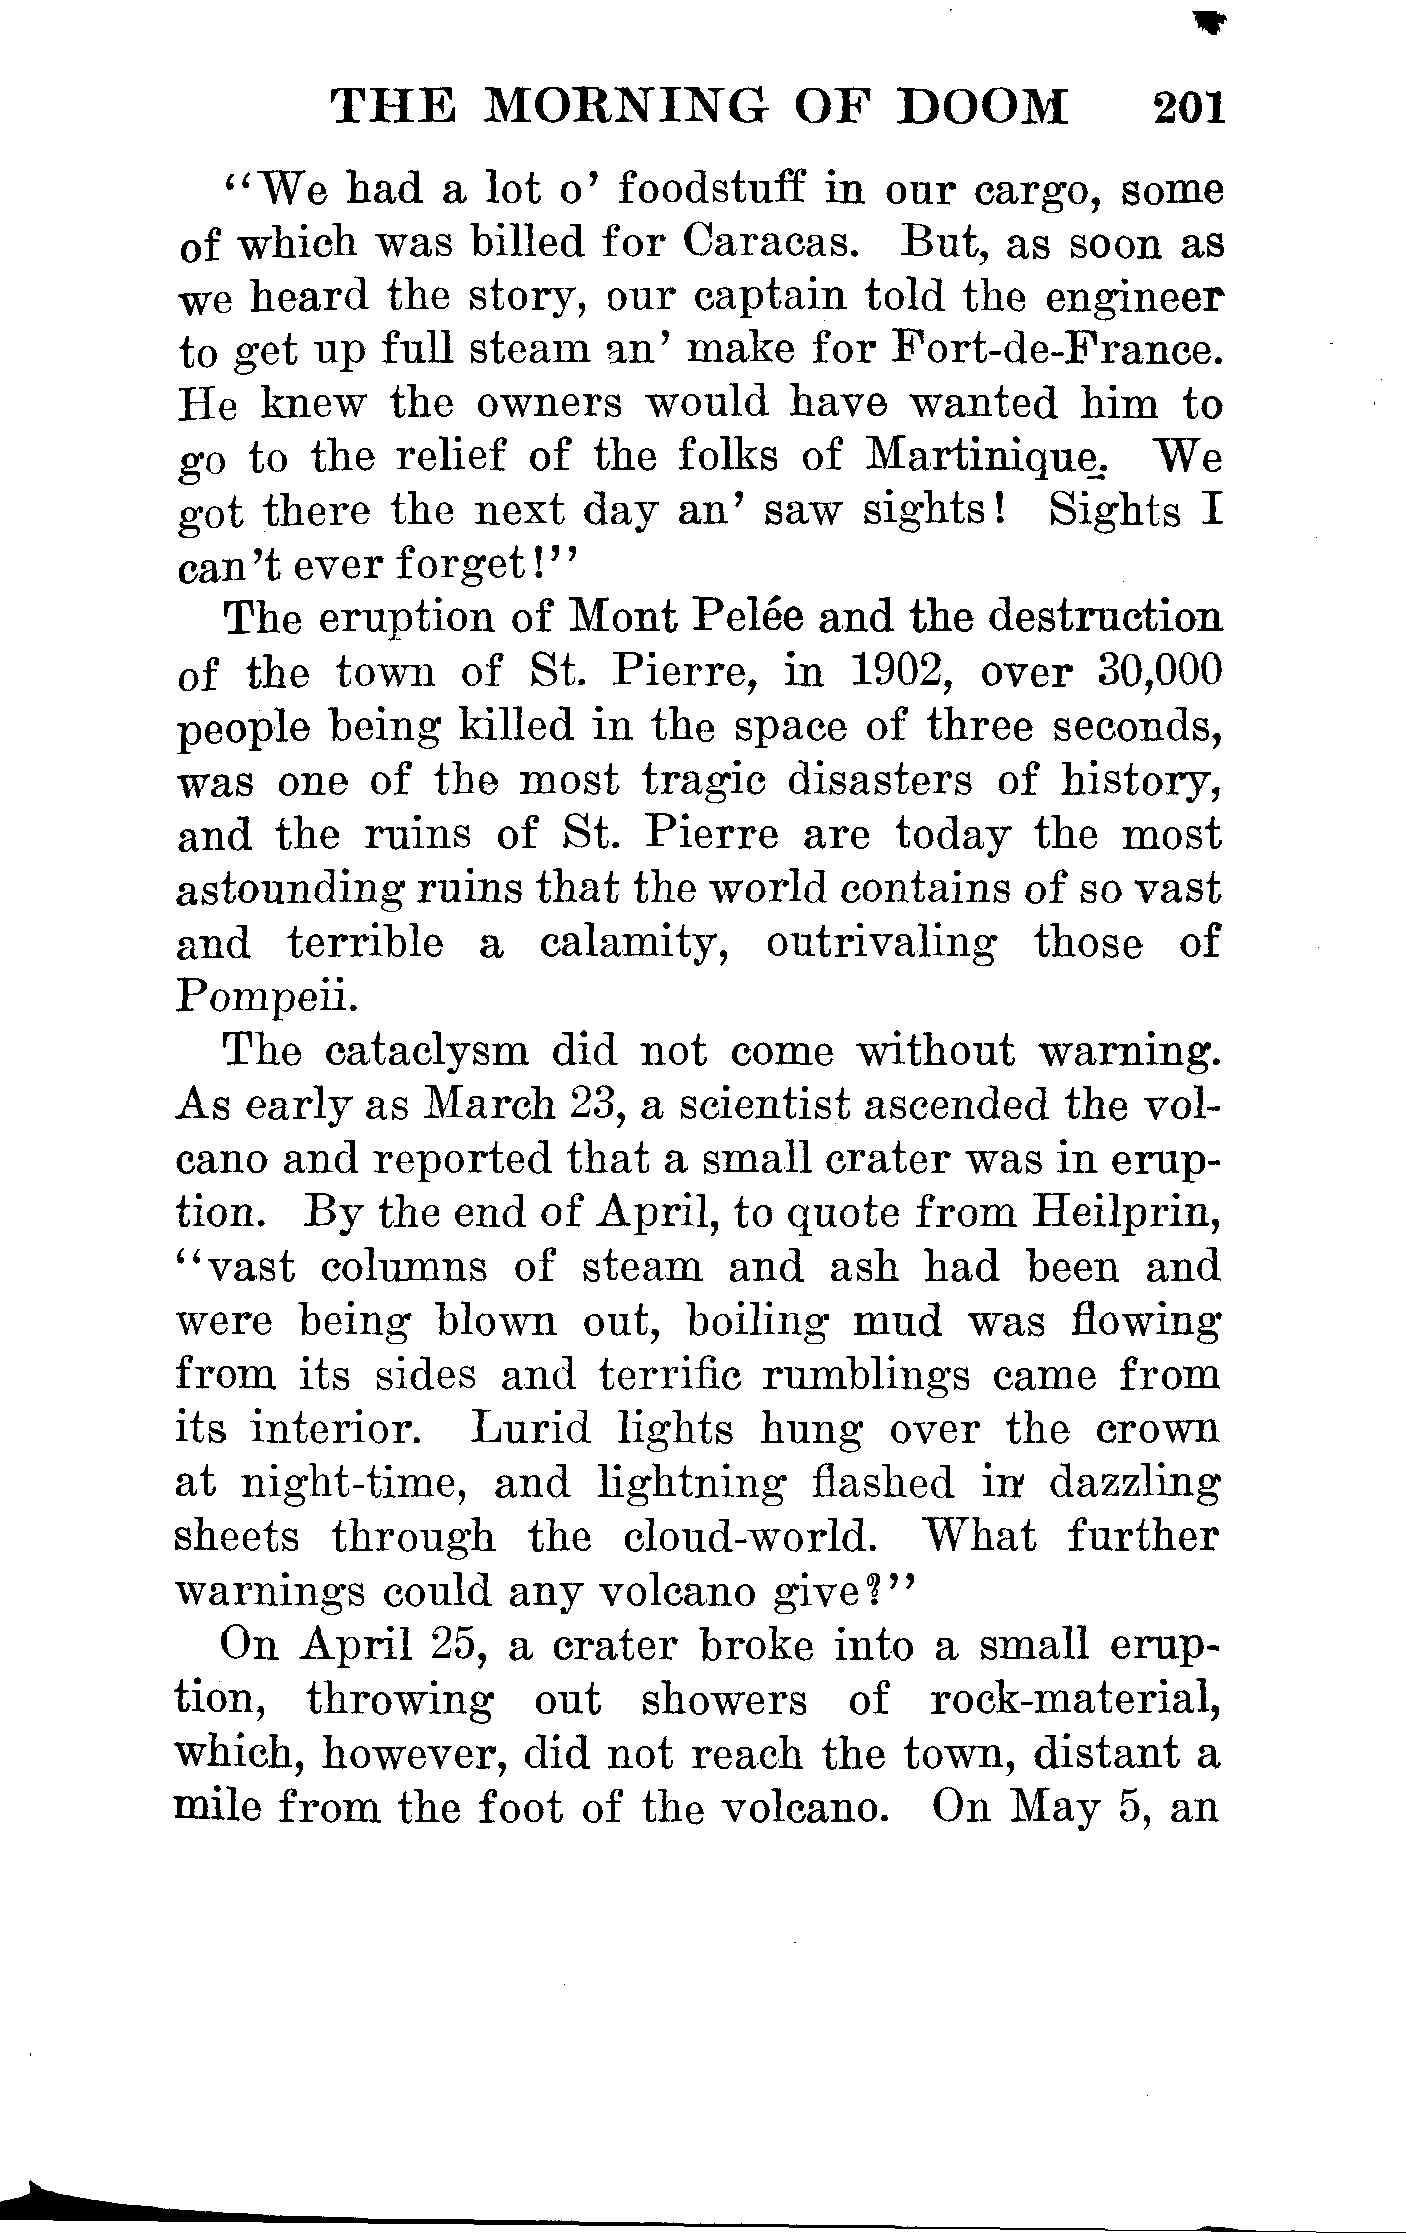 THE MORNING OF DOOM 201
"We had a lot o' foodstuff in our cargo, some
of which was billed for Caracas. But, as soon as
we heard the story, our captain told the engineer
to get up full steam an' make for Fort-de-France.
He knew the owners would have wanted him to
go to the relief of the folks of Martinique. We
got there the next day an' saw sights! Sights I
can't ever forget!"
The eruption of Mont Pelée and the destruction
of the town of St. Pierre, in 1902, over 30,000
people being killed in the space of three seconds,
was one of the most tragic disasters of history,
and the ruins of St. Pierre are today the most
astounding ruins that the world contains of so vast
and terrible a calamity, outrivaling those of
Pompeii.
The cataclysm did not come without warning.
As early as March 23, a scientist ascended the vol-
cano and reported that a small crater was in erup-
tion. By the end of April, to quote from Heilprin,
"vast columns of steam and ash had been and
were being blown out, boiling mud was flowing
from its sides and terrific rumblings came from
its interior. Lurid lights hung over the crown
at night-time, and lightning flashed in dazzling
sheets through the cloud-world. What further
warnings could any volcano give?"
On April 25, a crater broke into a small erup-
tion, throwing out showers of rock-material,
which, however, did not reach the town, distant a
mile from the foot of the volcano. On May 5, an